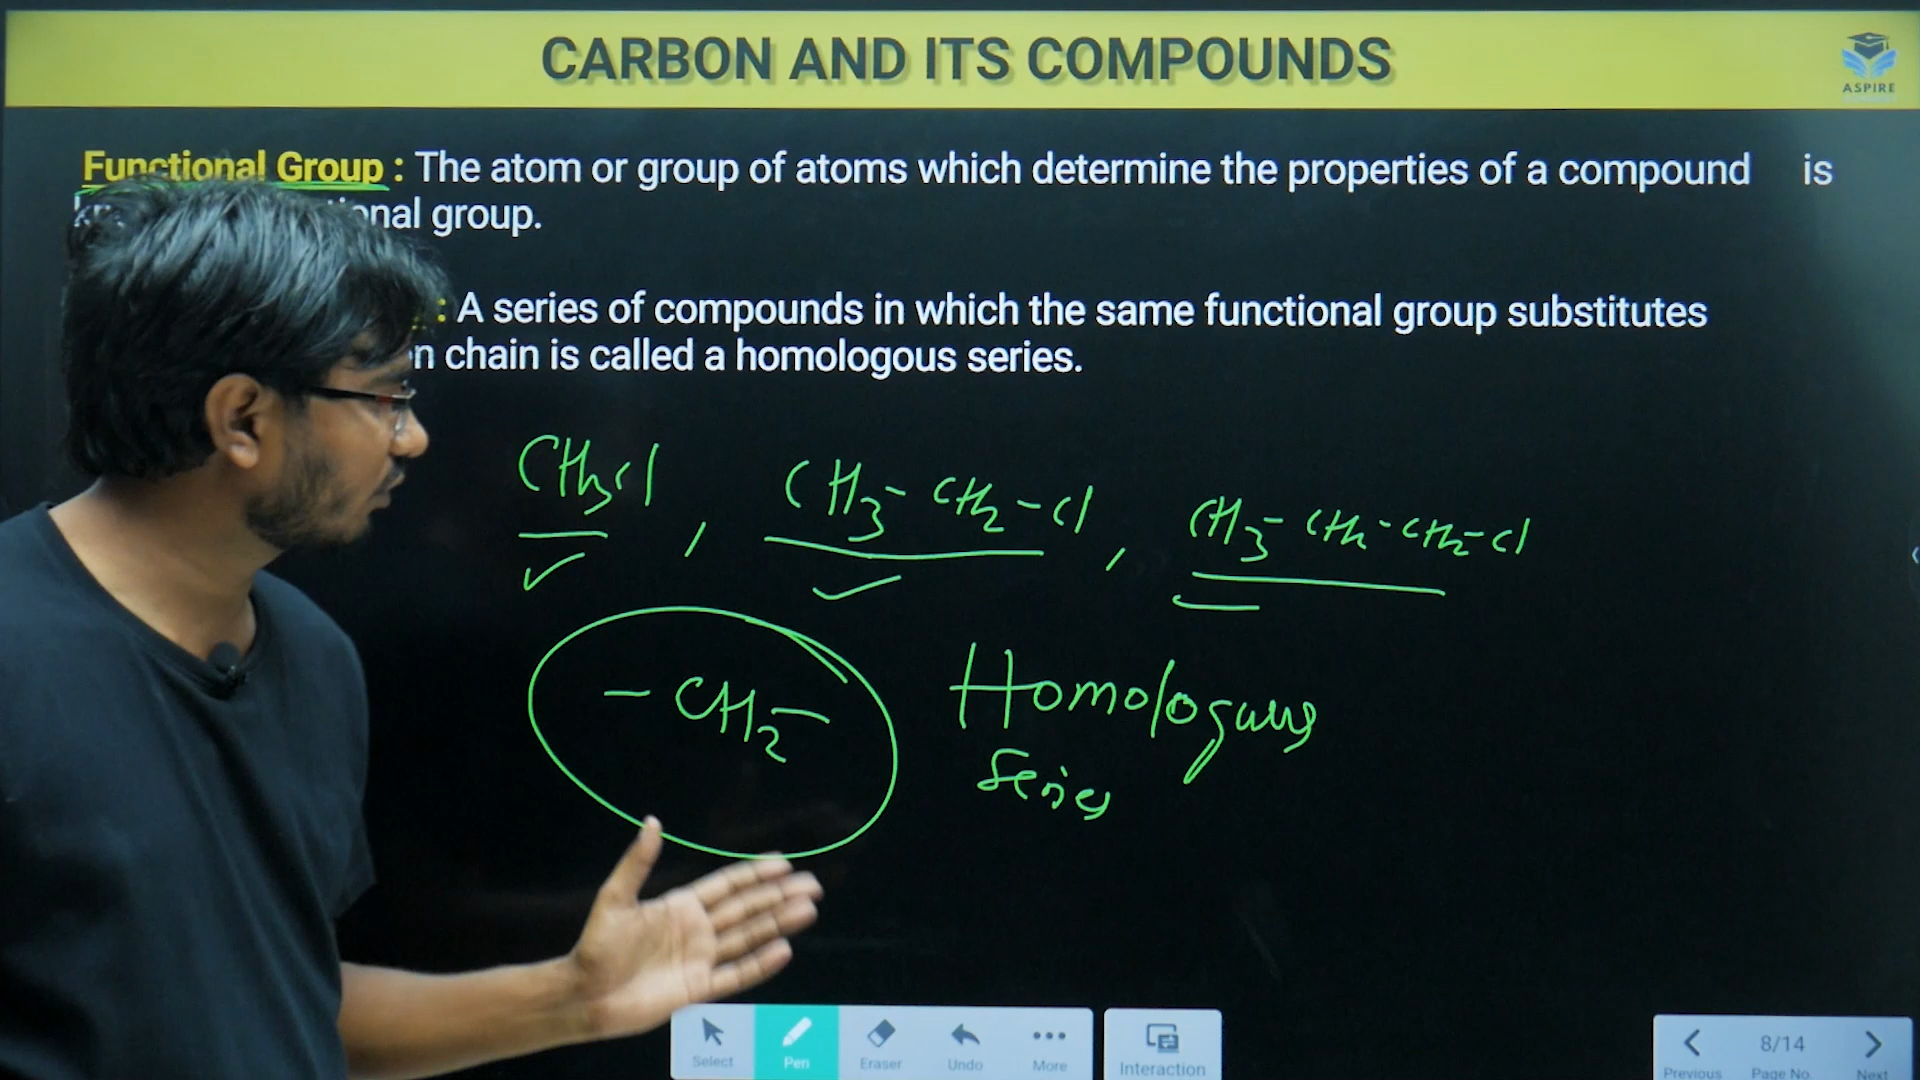 CARBON AND ITS COMPOUNDS
ASPIRE
Functional Group : The atom or group of atoms which determine the properties of a compound is
nal group.
: A series of compounds in which the same functional group substitutes
n chain is called a homologous series.
CH3Cl , CH3-CH2-Cl , CH3-CH2-CH2-Cl
-CH2-
Homologous
Series
Select Pen Eraser Undo More Interaction
8/14
Previous Page No. Next